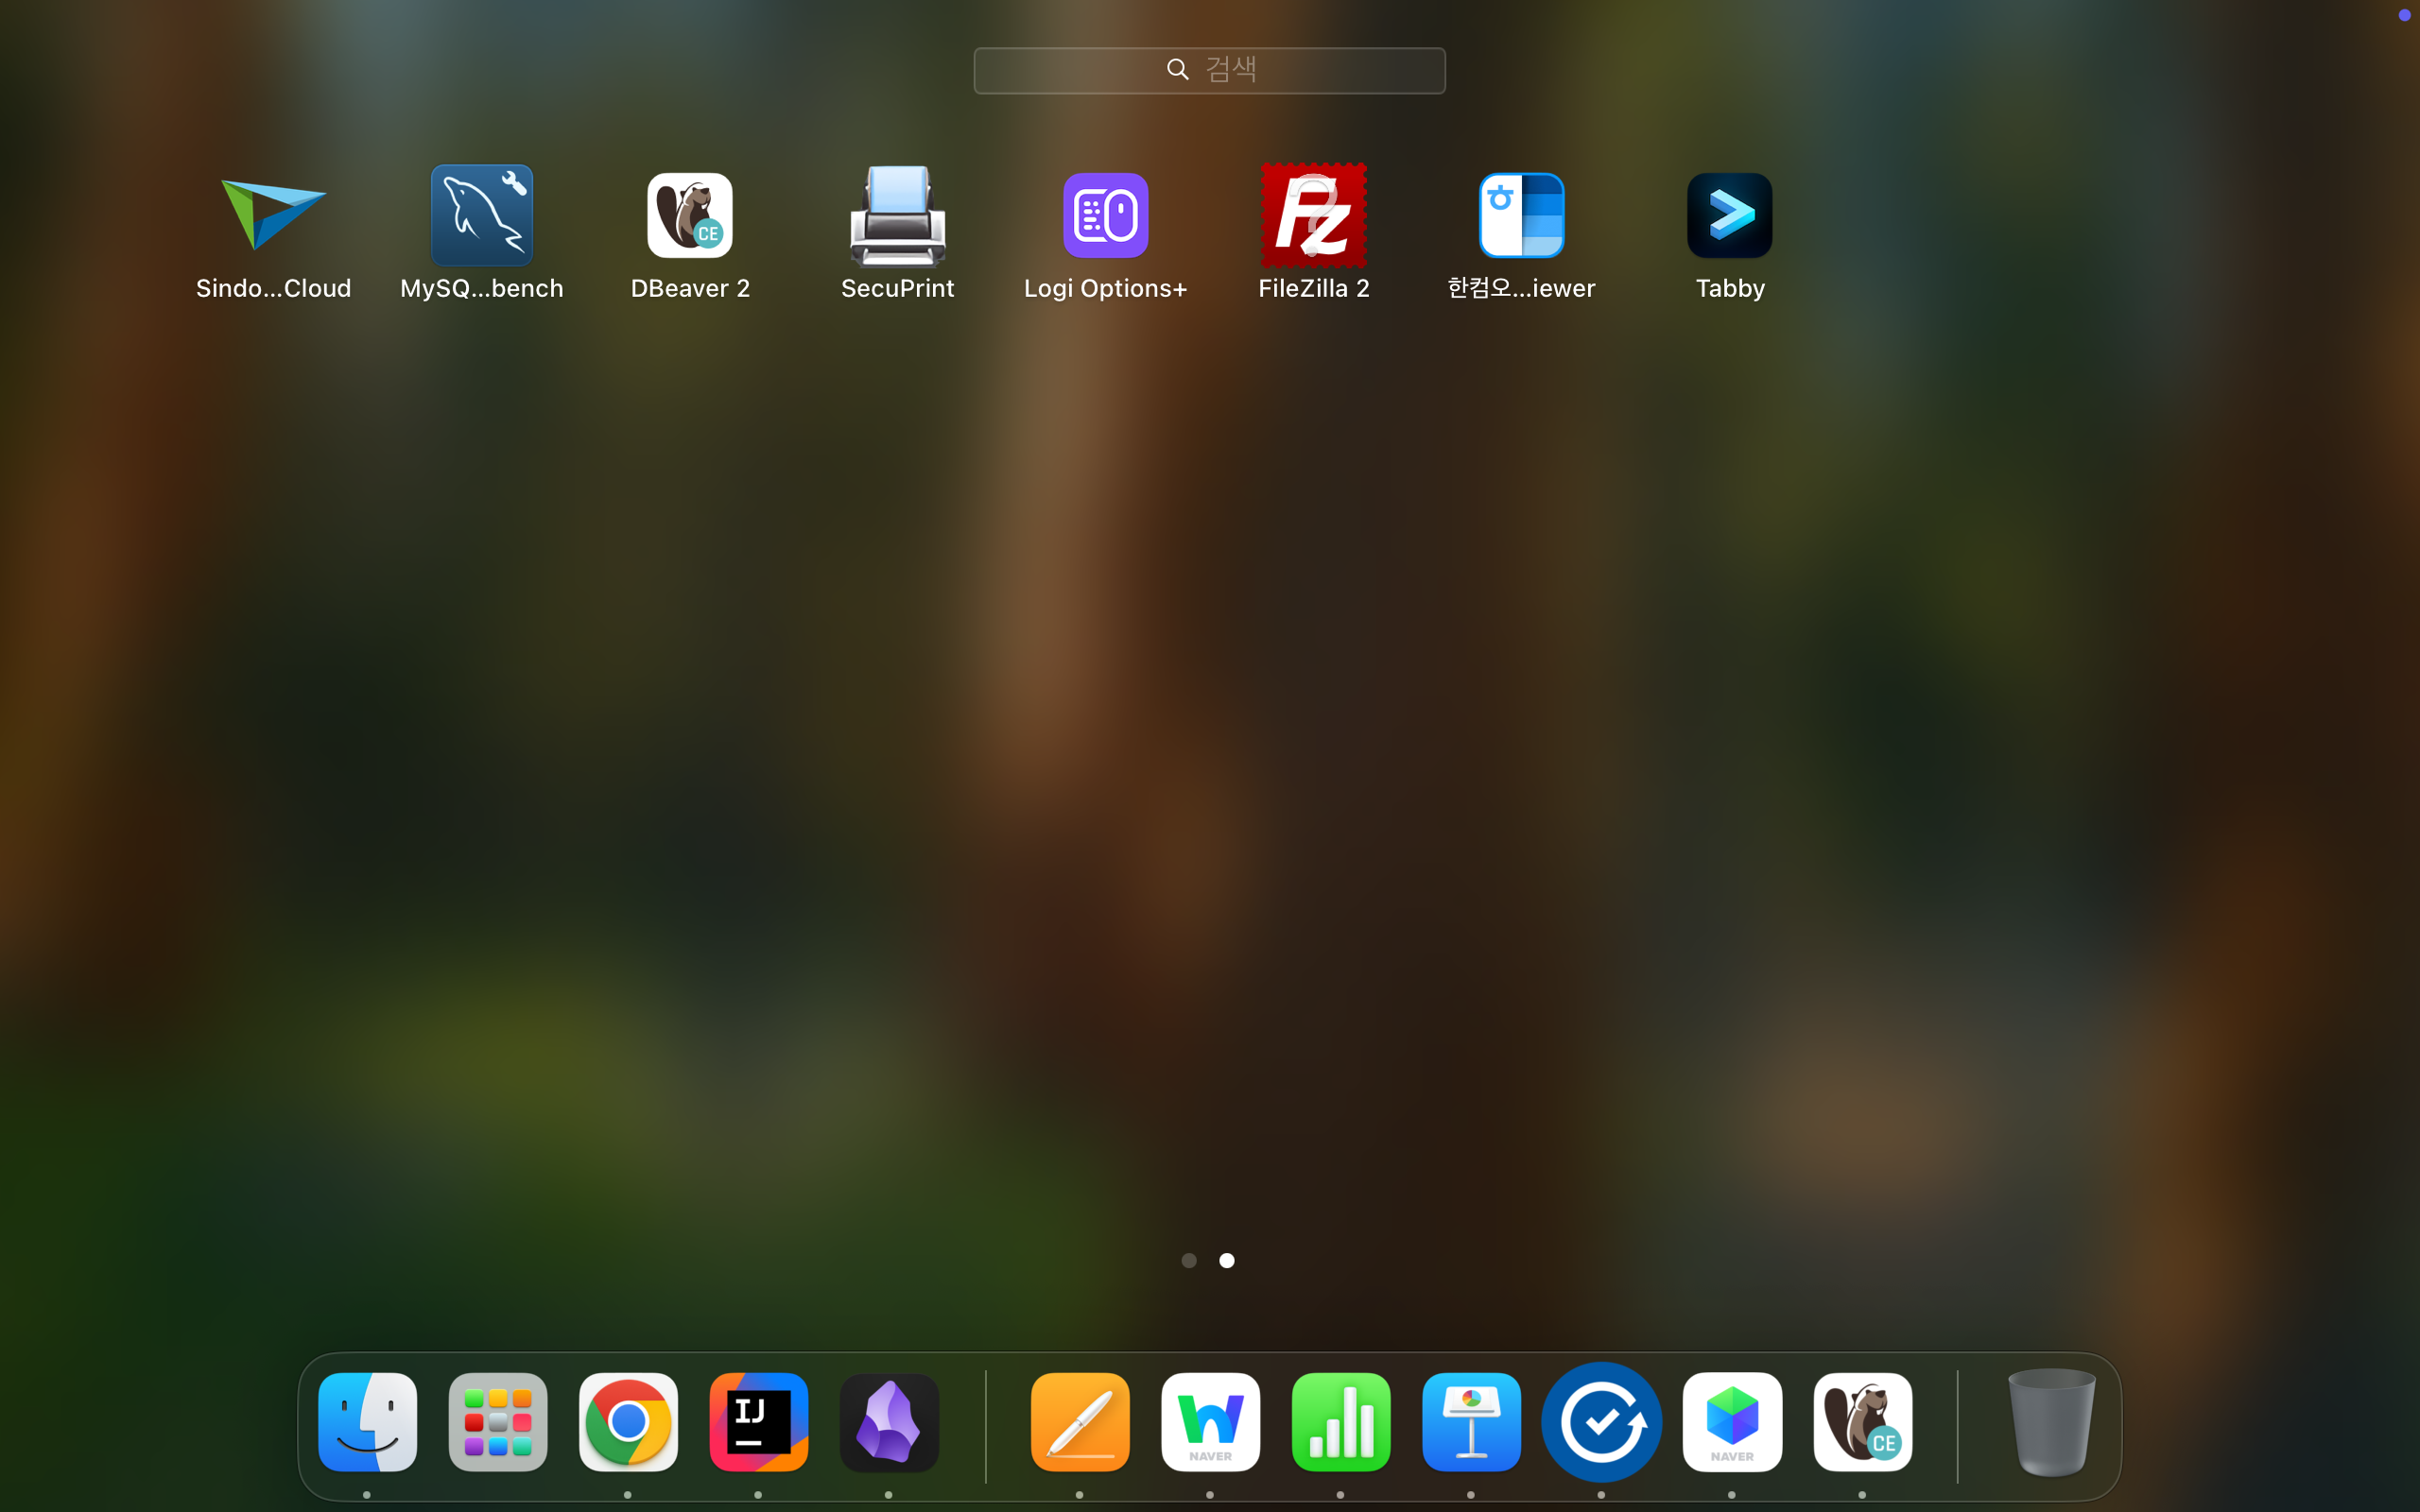 검색
Sindo...Cloud
MySQ...bench
DBeaver 2
SecuPrint
Logi Options+
FileZilla 2
한컴오...iewer
Tabby
CE
Fz
?
ㅎ
IJ
NAVER
NAVER
CE